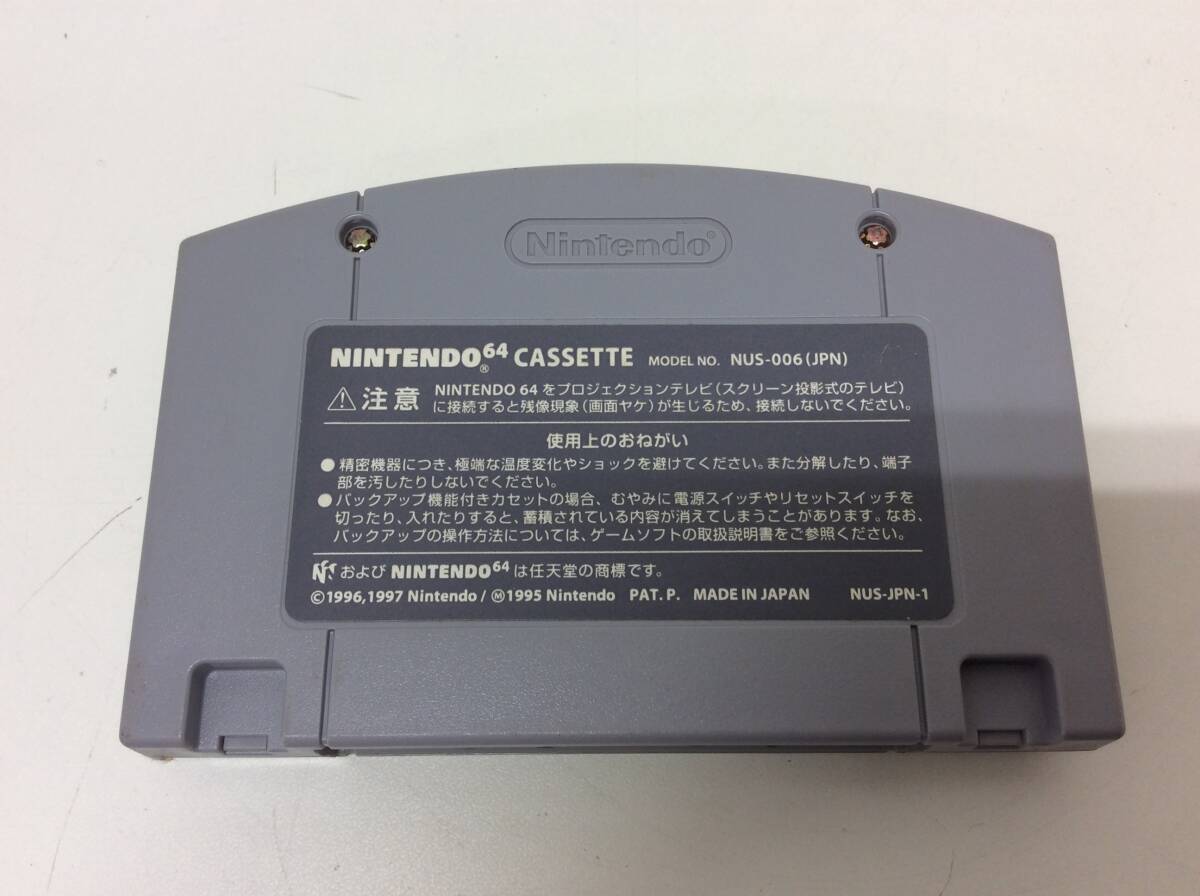 Nintendo®
NINTENDO64® CASSETTE MODEL NO. NUS-006(JPN)
⚠注意 NINTENDO 64をプロジェクションテレビ(スクリーン投影式のテレビ)
に接続すると残像現象(画面ヤケ)が生じるため、接続しないでください。
使用上のおねがい
●精密機器につき、極端な温度変化やショックを避けてください。また分解したり、端子
部を汚したりしないでください。
●バックアップ機能付きカセットの場合、むやみに電源スイッチやリセットスイッチを
切ったり、入れたりすると、蓄積されている内容が消えてしまうことがあります。なお、
バックアップの操作方法については、ゲームソフトの取扱説明書をご参照ください。
および NINTENDO64 は任天堂の商標です。
©1996,1997 Nintendo/Ⓜ1995 Nintendo PAT.P. MADE IN JAPAN NUS-JPN-1